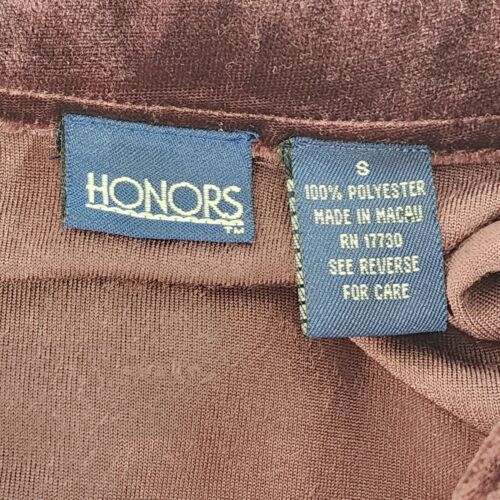 HONORS
TM
S
100% POLYESTER
MADE IN MACAU
RN 17730
SEE REVERSE
FOR CARE